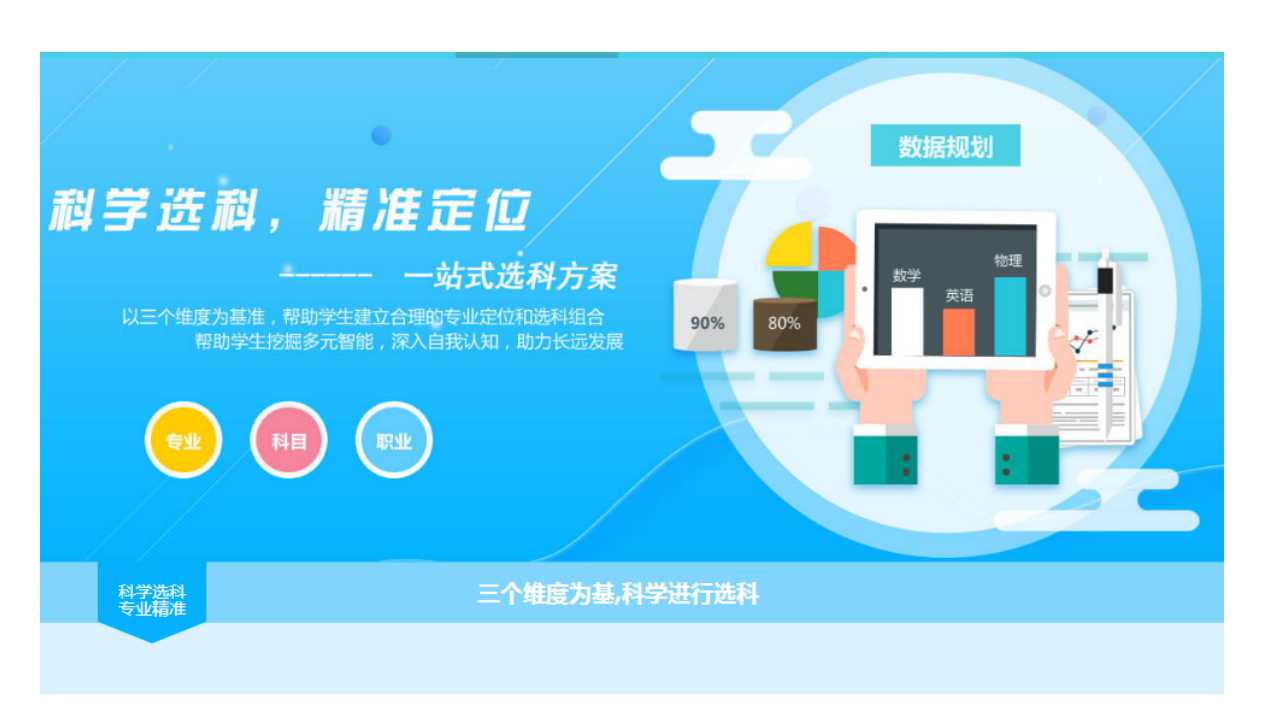 科学选科，精准定位
------ 一站式选科方案
以三个维度为基准，帮助学生建立合理的专业定位和选科组合
帮助学生挖掘多元智能，深入自我认知，助力长远发展
专业
科目
职业
数据规划
数学
英语
物理
90%
80%
科学选科
专业精准
三个维度为基,科学进行选科